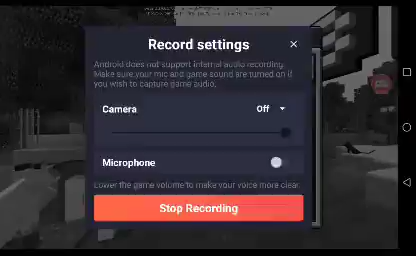 Record settings
Android does not support internal audio recording.
Make sure your mic and game sound are turned on if
you wish to capture game audio.
Camera
Off
Microphone
Lower the game volume to make your voice more clear.
Stop Recording